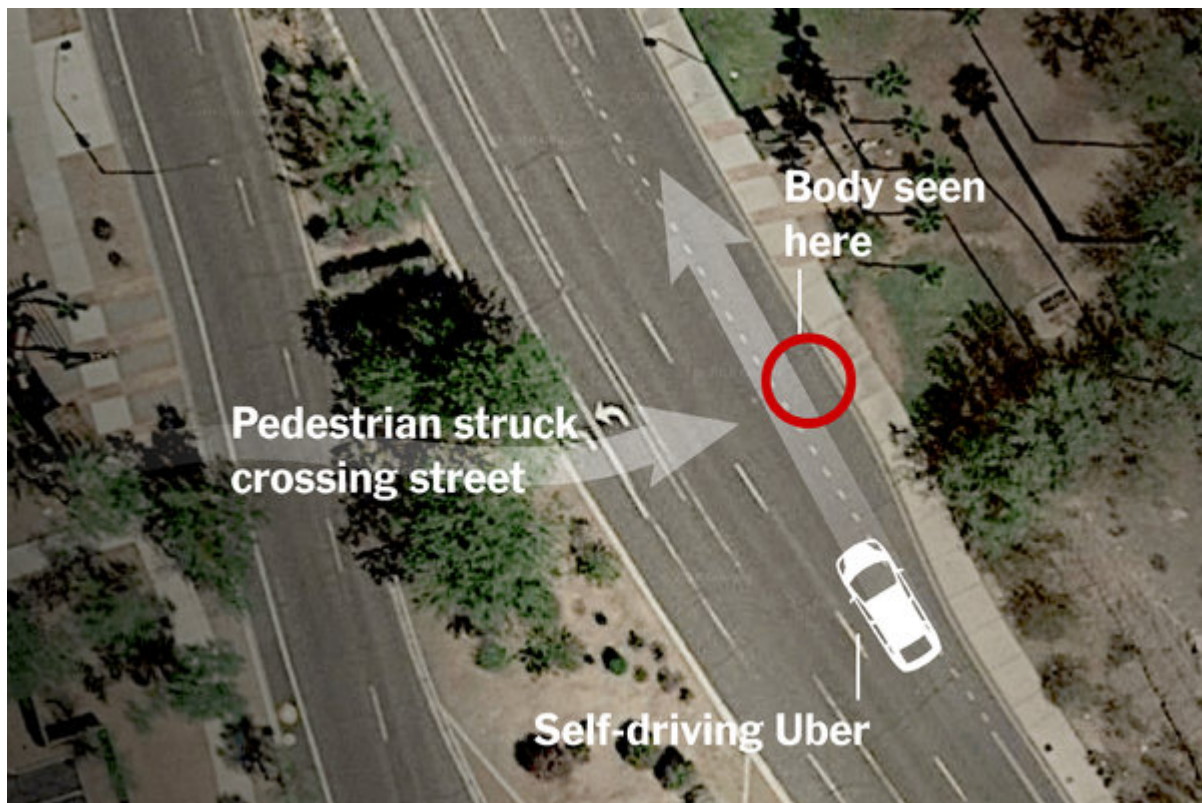 Body seen
here
Pedestrian struck
crossing street
Self-driving Uber